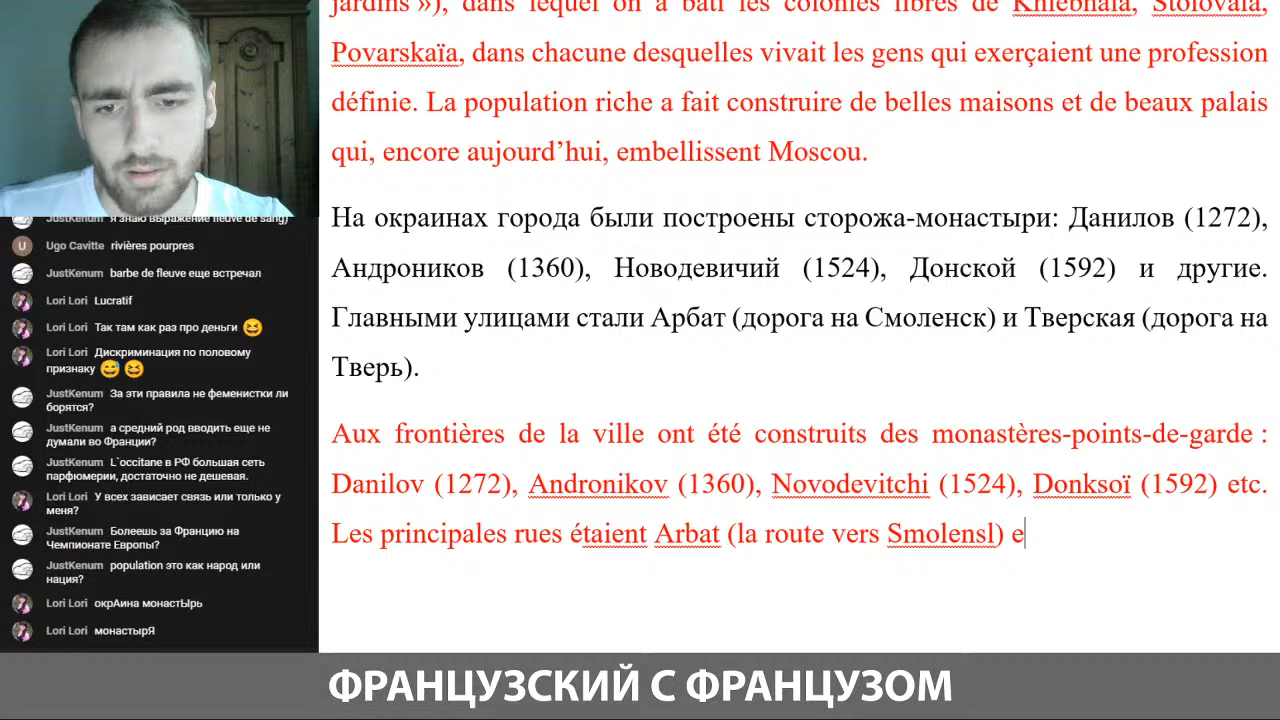 jardins »), dans lequel on a bâti les colonies libres de Khlebnaïa, Stolovaïa,
Povarskaïa, dans chacune desquelles vivait les gens qui exerçaient une profession
définie. La population riche a fait construire de belles maisons et de beaux palais
qui, encore aujourd’hui, embellissent Moscou.
На окраинах города были построены сторожа-монастыри: Данилов (1272),
Андроников (1360), Новодевичий (1524), Донской (1592) и другие.
Главными улицами стали Арбат (дорога на Смоленск) и Тверская (дорога на
Тверь).
Aux frontières de la ville ont été construits des monastères-points-de-garde :
Danilov (1272), Andronikov (1360), Novodevitchi (1524), Donksoï (1592) etc.
Les principales rues étaient Arbat (la route vers Smolensl) e
JustKenum я знаю выражение fleuve de sang)
U Ugo Cavitte rivières pourpres
JustKenum barbe de fleuve еще встречал
Lori Lori Lucratif
Lori Lori Так там как раз про деньги 😆
Lori Lori Дискриминация по половому
признаку 😅 😆
JustKenum За эти правила не феменистки ли
борятся?
JustKenum а средний род вводить еще не
думали во Франции?
JustKenum L`occitane в РФ большая сеть
парфюмерии, достаточно не дешевая.
Lori Lori У всех зависает связь или только у
меня?
JustKenum Болеешь за Францию на
Чемпионате Европы?
JustKenum population это как народ или
нация?
Lori Lori окрАина монастЫрь
Lori Lori монастырЯ
ФРАНЦУЗСКИЙ С ФРАНЦУЗОМ